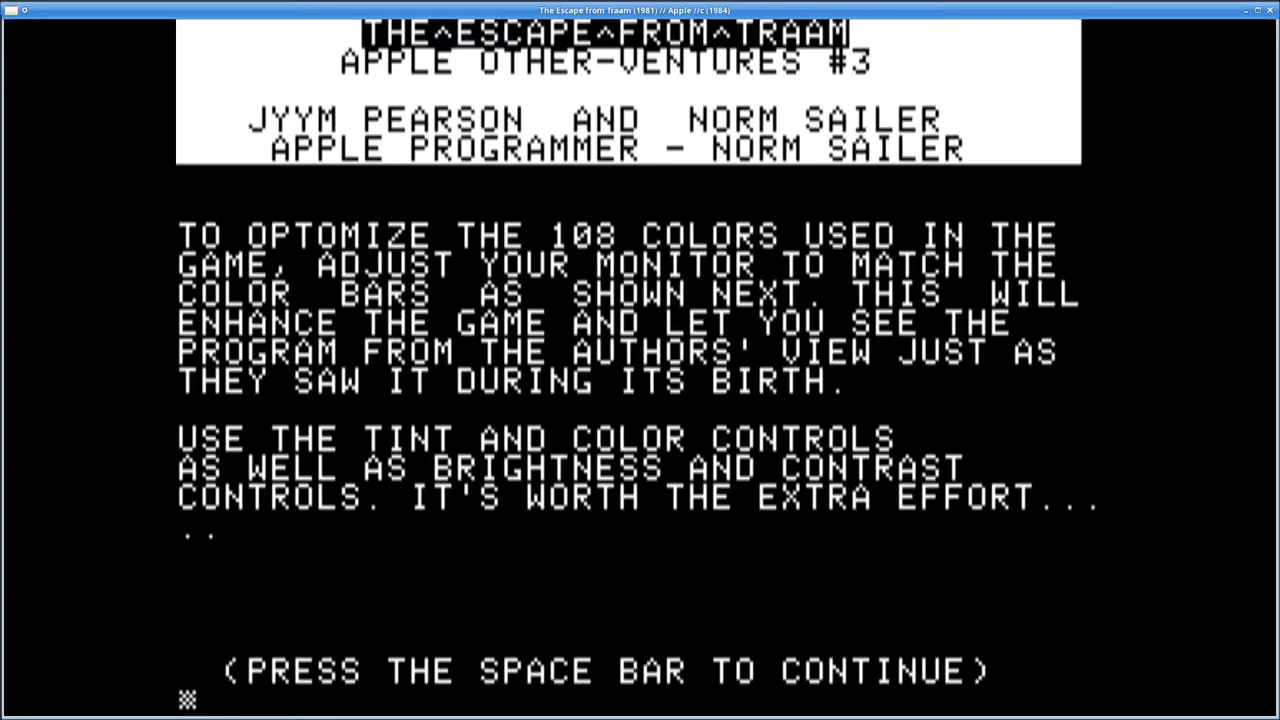 The Escape from Traam (1981) // Apple //c (1984)
THE^ESCAPE^FROM^TRAAM
APPLE OTHER-VENTURES #3
JYYM PEARSON AND NORM SAILER
APPLE PROGRAMMER - NORM SAILER
TO OPTOMIZE THE 108 COLORS USED IN THE
GAME, ADJUST YOUR MONITOR TO MATCH THE
COLOR BARS AS SHOWN NEXT. THIS WILL
ENHANCE THE GAME AND LET YOU SEE THE
PROGRAM FROM THE AUTHORS' VIEW JUST AS
THEY SAW IT DURING ITS BIRTH.
USE THE TINT AND COLOR CONTROLS
AS WELL AS BRIGHTNESS AND CONTRAST
CONTROLS. IT'S WORTH THE EXTRA EFFORT...
..
(PRESS THE SPACE BAR TO CONTINUE)